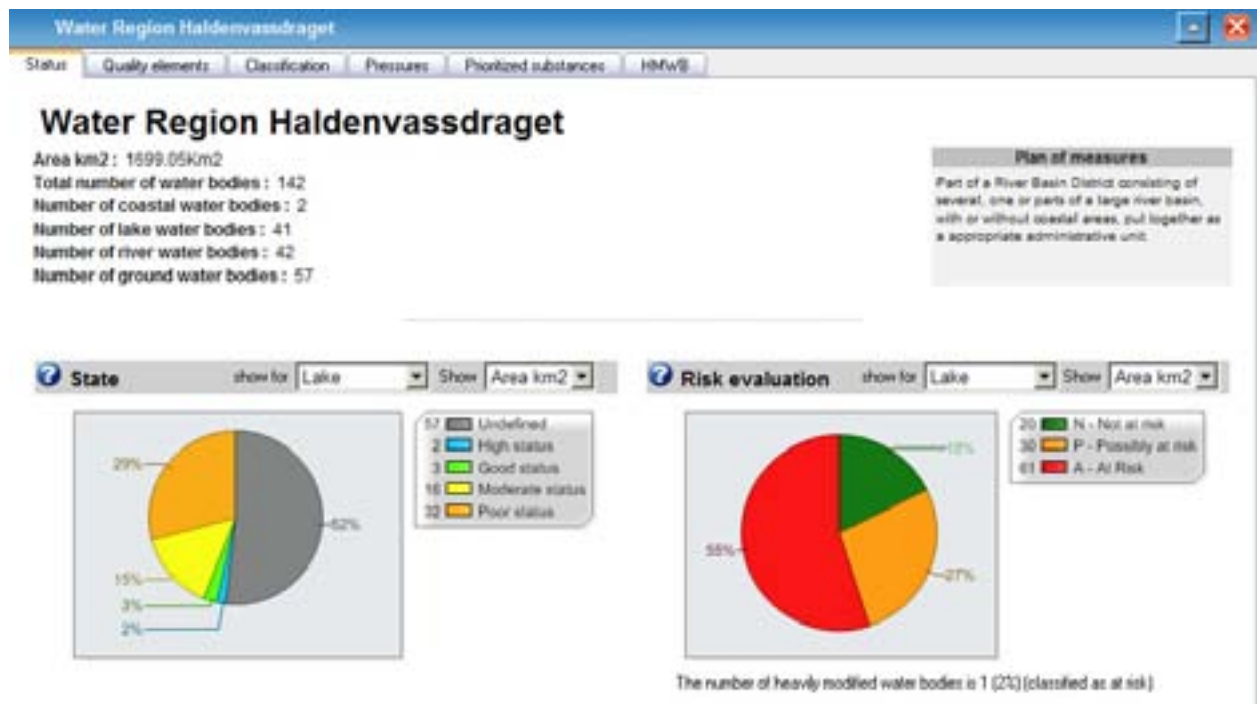 Water Region Haldenvassdraget
Status Quality elements Classification Pressures Prioritized substances HMWB
Water Region Haldenvassdraget
Area km2 : 1699.05Km2
Total number of water bodies : 142
Number of coastal water bodies : 2
Number of lake water bodies : 41
Number of river water bodies : 42
Number of ground water bodies : 57
Plan of measures
Part of a River Basin District consisting of
several, one or parts of a large river basin,
with or without coastal areas, put together as
a appropriate administrative unit.
State show for Lake Show Area km2
57 Undefined
2 High status
3 Good status
16 Moderate status
32 Poor status
29%
52%
15%
3%
2%
Risk evaluation show for Lake Show Area km2
20 N - Not at risk
30 P - Possibly at risk
61 A - At Risk
18%
55%
27%
The number of heavily modified water bodies is 1 (2%) (classified as at risk)